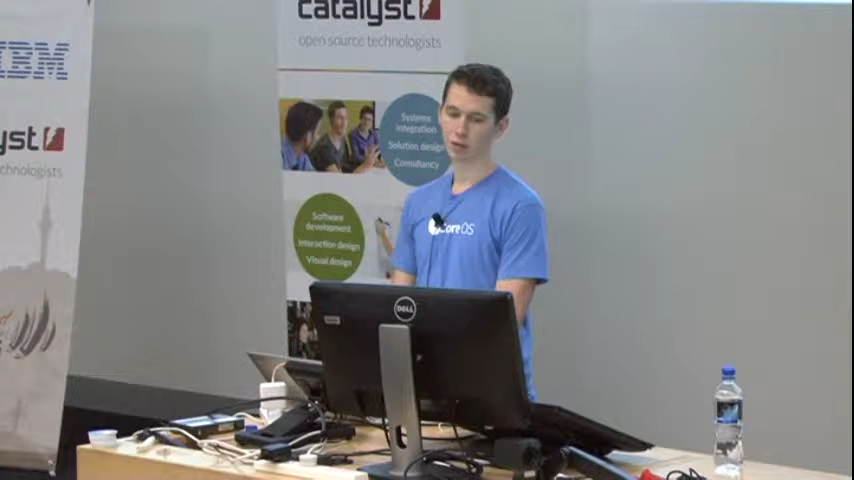 IBM
yst
chnologists
catalyst
open source technologists
Systems
integration
Solution design
Consultancy
Software
development
Interaction design
Visual design
CoreOS
DELL